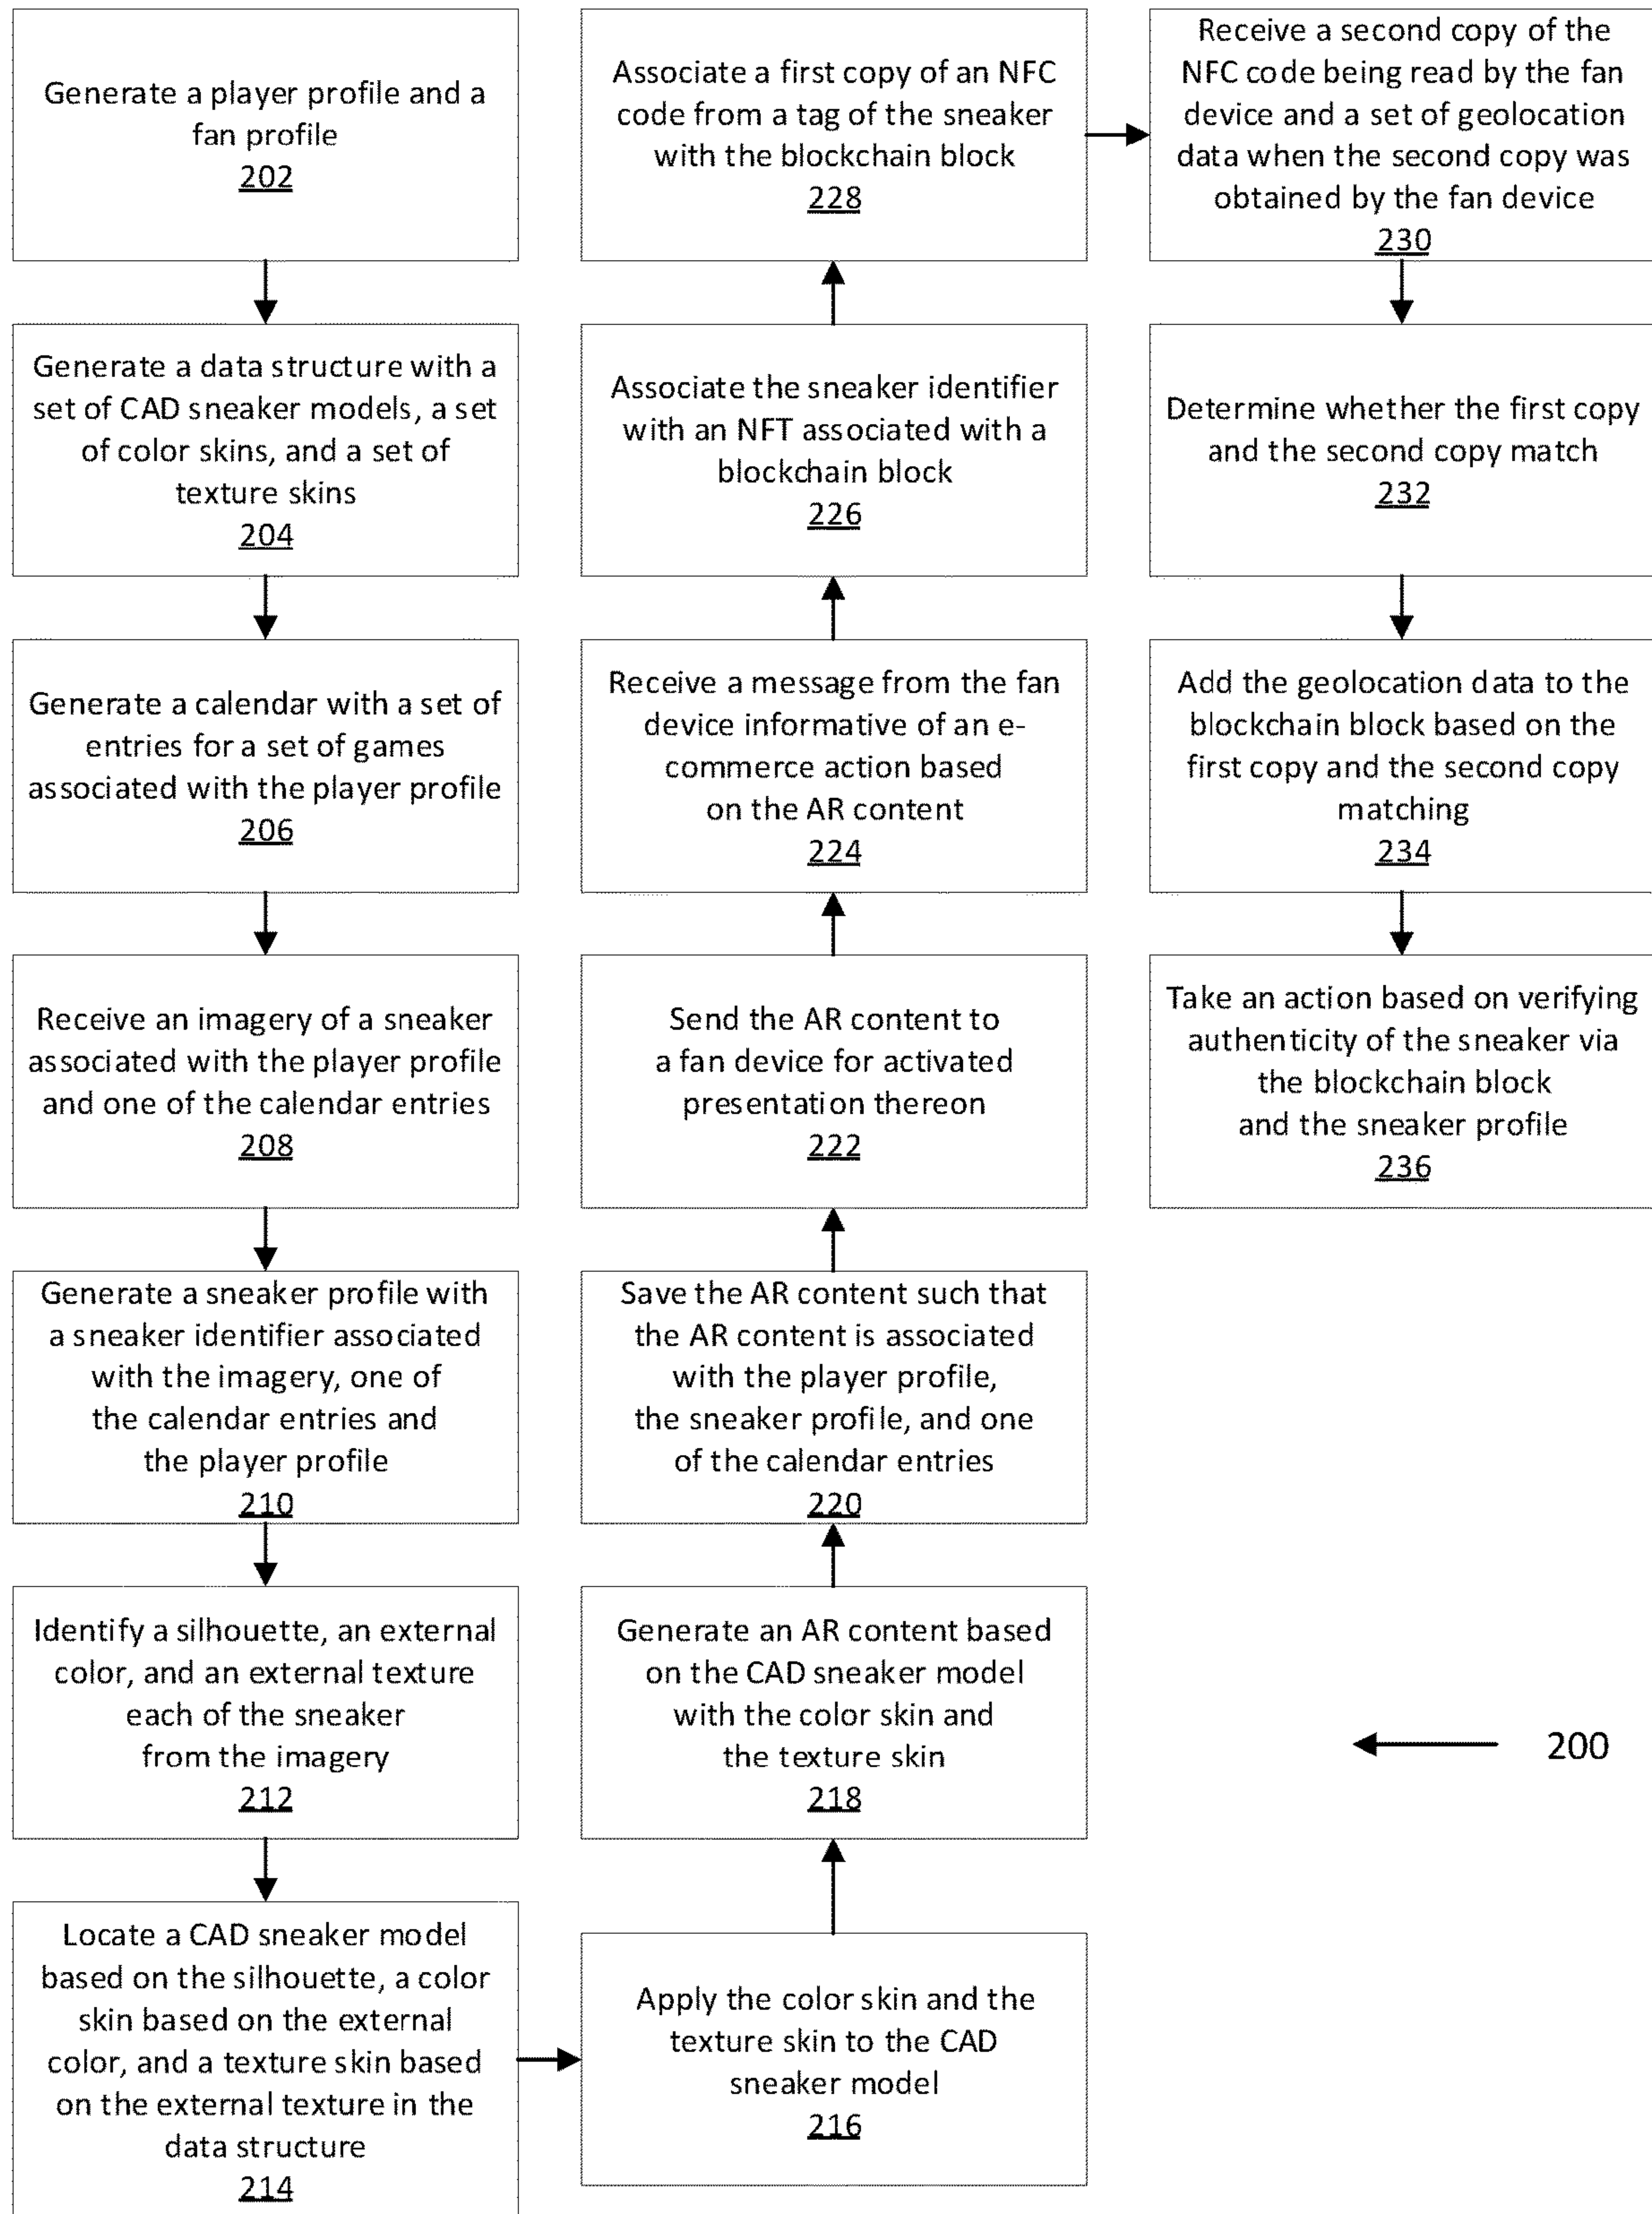 Generate a player profile and a
fan profile
202
Generate a data structure with a
set of CAD sneaker models, a set
of color skins, and a set of
texture skins
204
Generate a calendar with a set of
entries for a set of games
associated with the player profile
206
Receive an imagery of a sneaker
associated with the player profile
and one of the calendar entries
208
Generate a sneaker profile with
a sneaker identifier associated
with the imagery, one of
the calendar entries and
the player profile
210
Identify a silhouette, an external
color, and an external texture
each of the sneaker
from the imagery
212
Locate a CAD sneaker model
based on the silhouette, a color
skin based on the external
color, and a texture skin based
on the external texture in the
data structure
214
Apply the color skin and the
texture skin to the CAD
sneaker model
216
Generate an AR content based
on the CAD sneaker model
with the color skin and
the texture skin
218
Save the AR content such that
the AR content is associated
with the player profile,
the sneaker profile, and one
of the calendar entries
220
Send the AR content to
a fan device for activated
presentation thereon
222
Receive a message from the fan
device informative of an e-
commerce action based
on the AR content
224
Associate the sneaker identifier
with an NFT associated with a
blockchain block
226
Associate a first copy of an NFC
code from a tag of the sneaker
with the blockchain block
228
Receive a second copy of the
NFC code being read by the fan
device and a set of geolocation
data when the second copy was
obtained by the fan device
230
Determine whether the first copy
and the second copy match
232
Add the geolocation data to the
blockchain block based on the
first copy and the second copy
matching
234
Take an action based on verifying
authenticity of the sneaker via
the blockchain block
and the sneaker profile
236
200